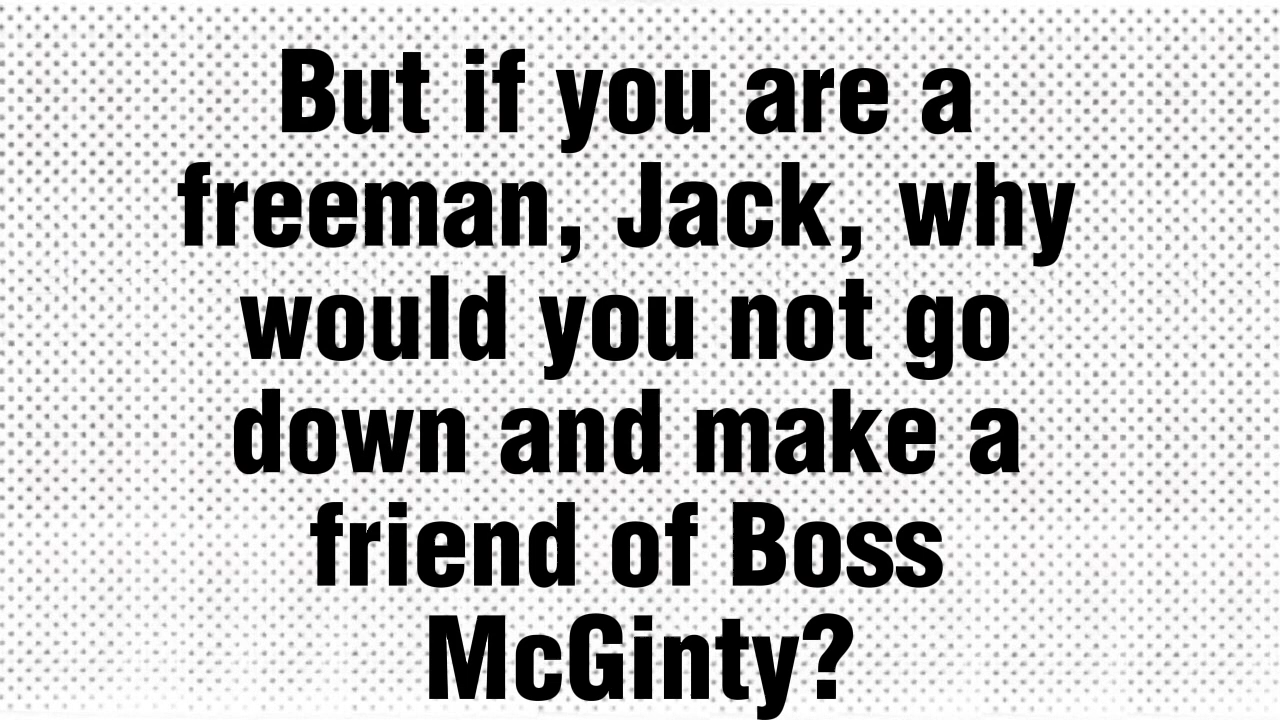 But if you are a
freeman, Jack, why
would you not go
down and make a
friend of Boss
McGinty?